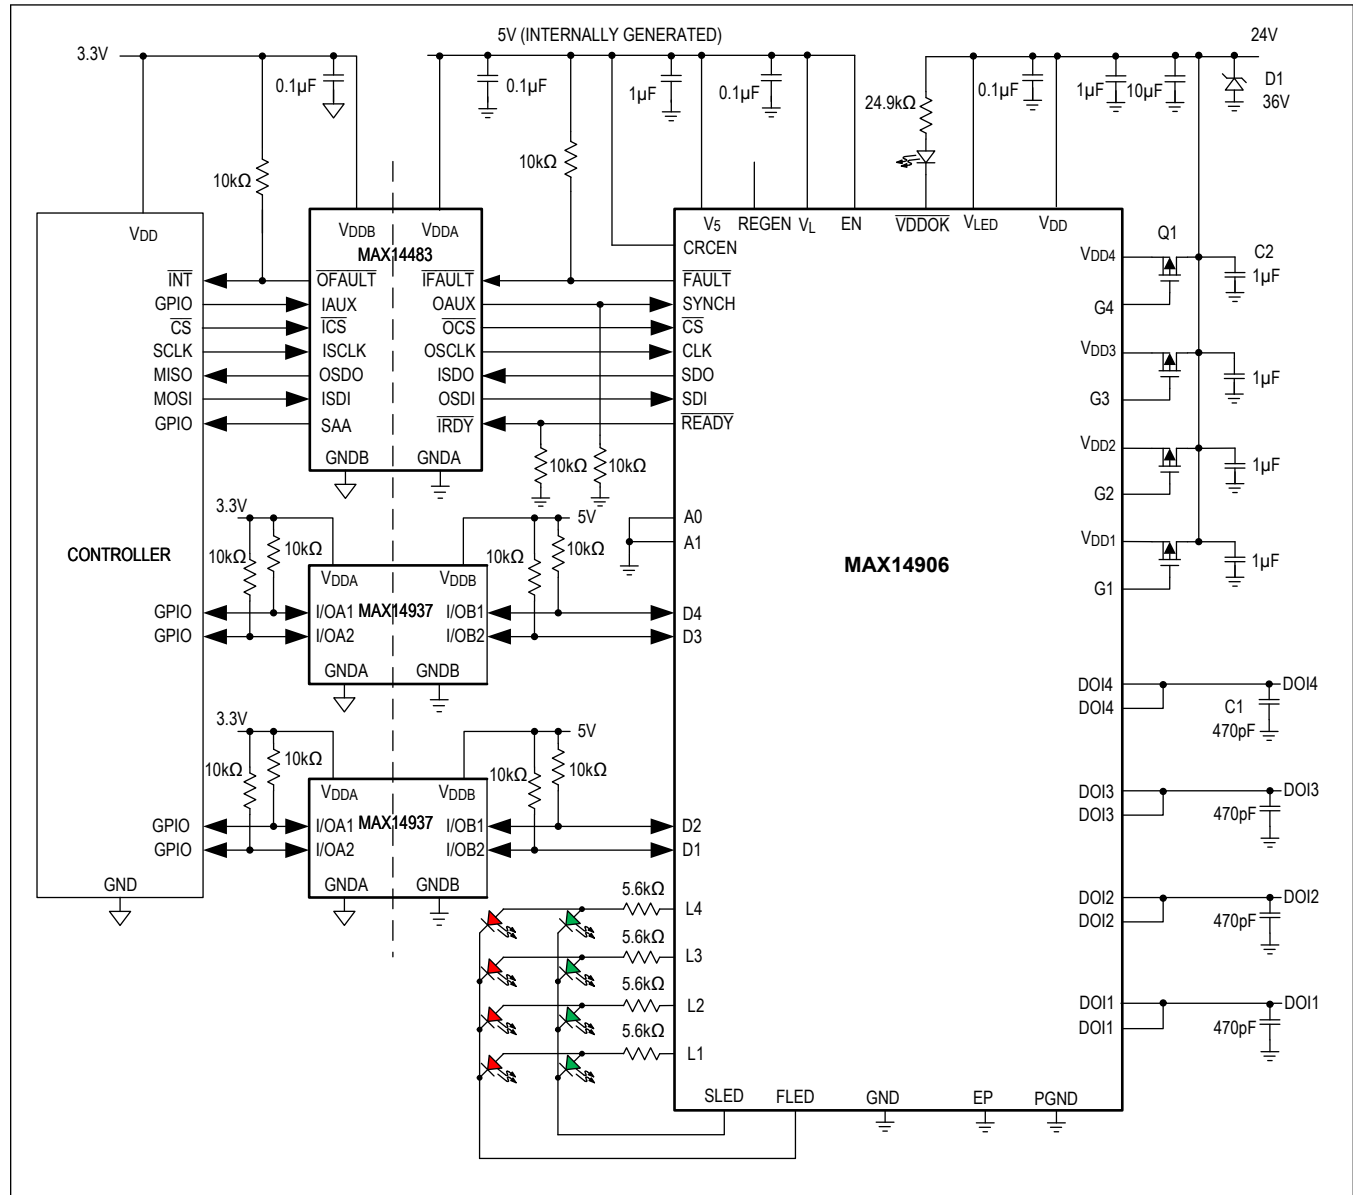 5V (INTERNALLY GENERATED)
24V
3.3V
0.1µF
0.1µF
1µF
0.1µF
24.9kΩ
0.1µF
1µF
10µF
D1
36V
10kΩ
10kΩ
VDD
VDDB
VDDA
MAX14483
V5
REGEN
VL
EN
VDDOK
VLED
VDD
CRCEN
INT
OFAULT
IFAULT
FAULT
GPIO
IAUX
OAUX
SYNCH
CS
ICS
OCS
CS
SCLK
ISCLK
OSCLK
CLK
MISO
OSDO
ISDO
SDO
MOSI
ISDI
OSDI
SDI
GPIO
SAA
IRDY
READY
GNDB
GNDA
10kΩ
10kΩ
VDD4
Q1
C2
1µF
G4
VDD3
1µF
G3
VDD2
1µF
G2
VDD1
1µF
G1
3.3V
5V
10kΩ
10kΩ
10kΩ
10kΩ
A0
A1
CONTROLLER
MAX14906
VDDA
VDDB
GPIO
I/OA1
MAX14937
I/OB1
D4
GPIO
I/OA2
I/OB2
D3
GNDA
GNDB
DOI4
DOI4
DOI4
C1
470pF
3.3V
5V
10kΩ
10kΩ
10kΩ
10kΩ
VDDA
VDDB
DOI3
DOI3
DOI3
470pF
GPIO
I/OA1
MAX14937
I/OB1
D2
GPIO
I/OA2
I/OB2
D1
GND
GNDA
GNDB
DOI2
DOI2
DOI2
470pF
5.6kΩ
L4
5.6kΩ
L3
5.6kΩ
L2
5.6kΩ
L1
DOI1
DOI1
DOI1
470pF
SLED
FLED
GND
EP
PGND